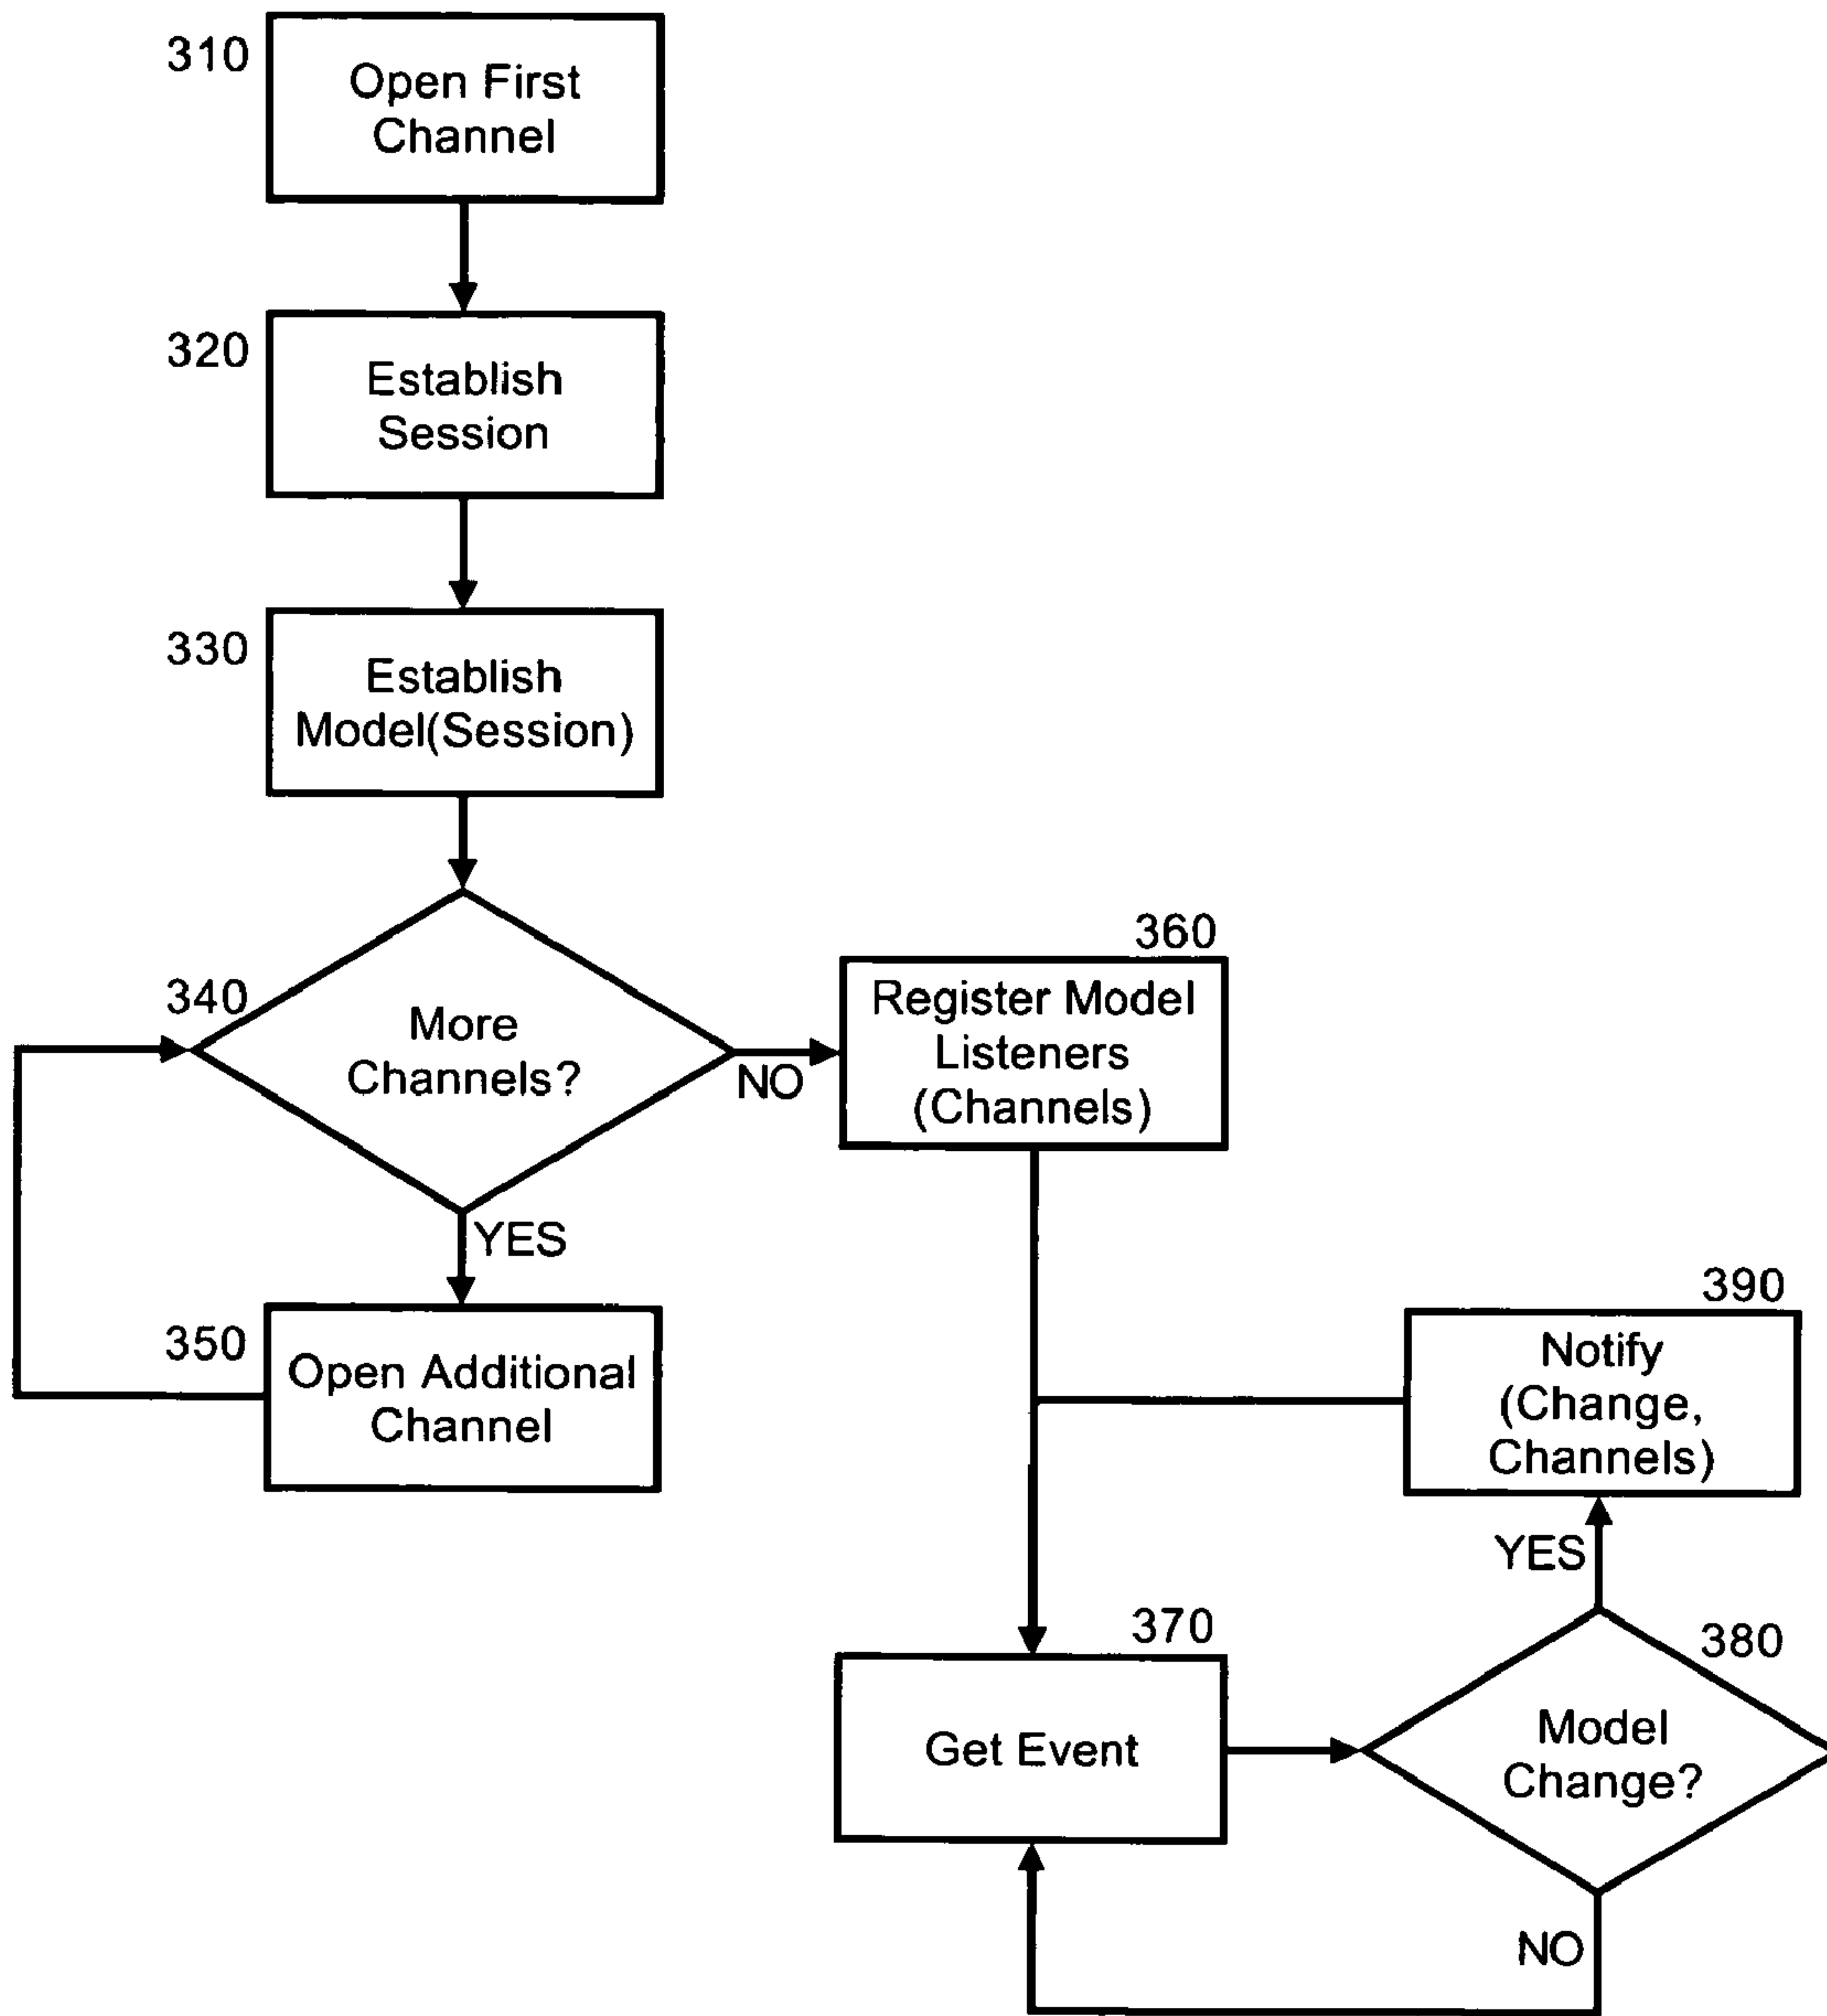 310
Open First
Channel
320
Establish
Session
330
Establish
Model(Session)
340
More
Channels?
NO
YES
350
Open Additional
Channel
360
Register Model
Listeners
(Channels)
370
Get Event
380
Model
Change?
YES
NO
390
Notify
(Change,
Channels)